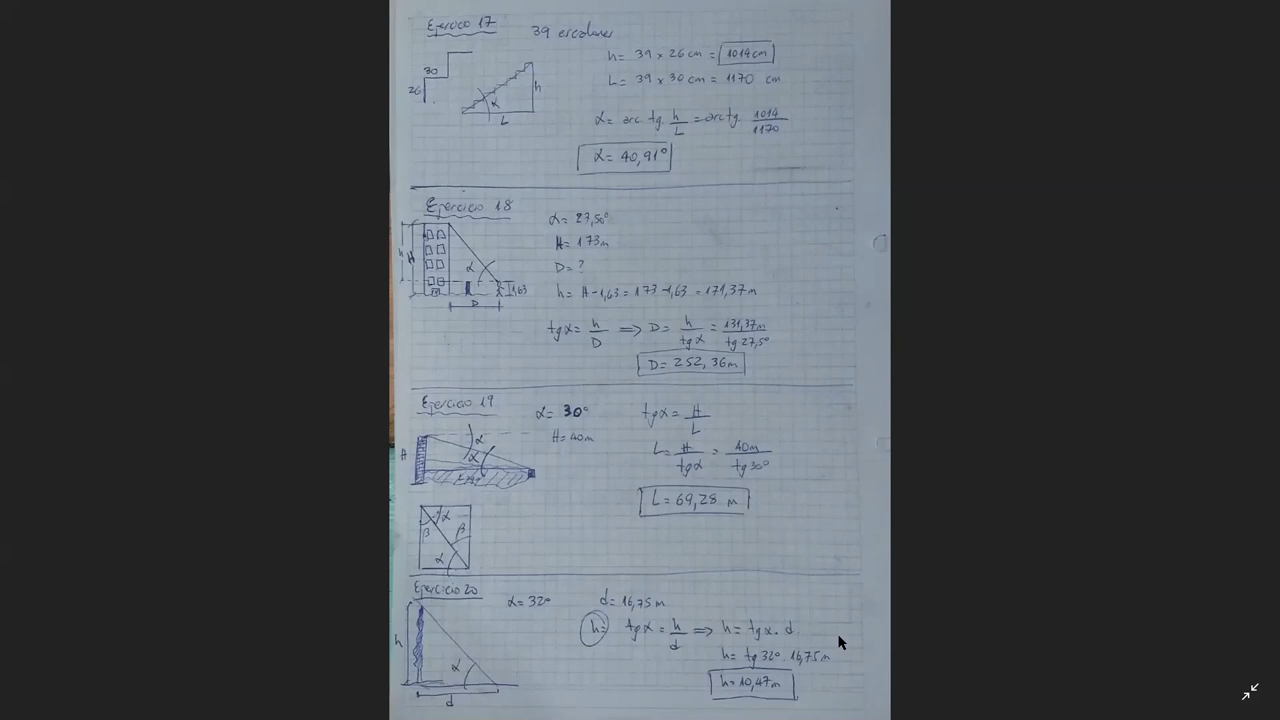 Ejercicio 17
39 escalones
30
26
α
h
L
h = 39 x 26 cm = 1014 cm
L = 39 x 30 cm = 1170 cm
α = arc tg. h/L = arctg. 1014/1170
α = 40,91°
Ejercicio 18
h
H
α
1,63
D
α = 27,50°
H = 173 m
D = ?
h = H - 1,63 = 173 - 1,63 = 171,37 m
tg α = h/D ⟹ D = h/tg α = 131,37 m/tg 27,5°
D = 252,36 m
Ejercicio 19
H
α
α
α = 30°
H = 40 m
tg α = H/L
L = H/tg α = 40 m/tg 30°
L = 69,28 m
α
β
β
α
Ejercicio 20
h
α
d
α = 32°
d = 16,75 m
h = tg α = h/d ⟹ h = tg α . d
h = tg 32° . 16,75 m
h = 10,47 m